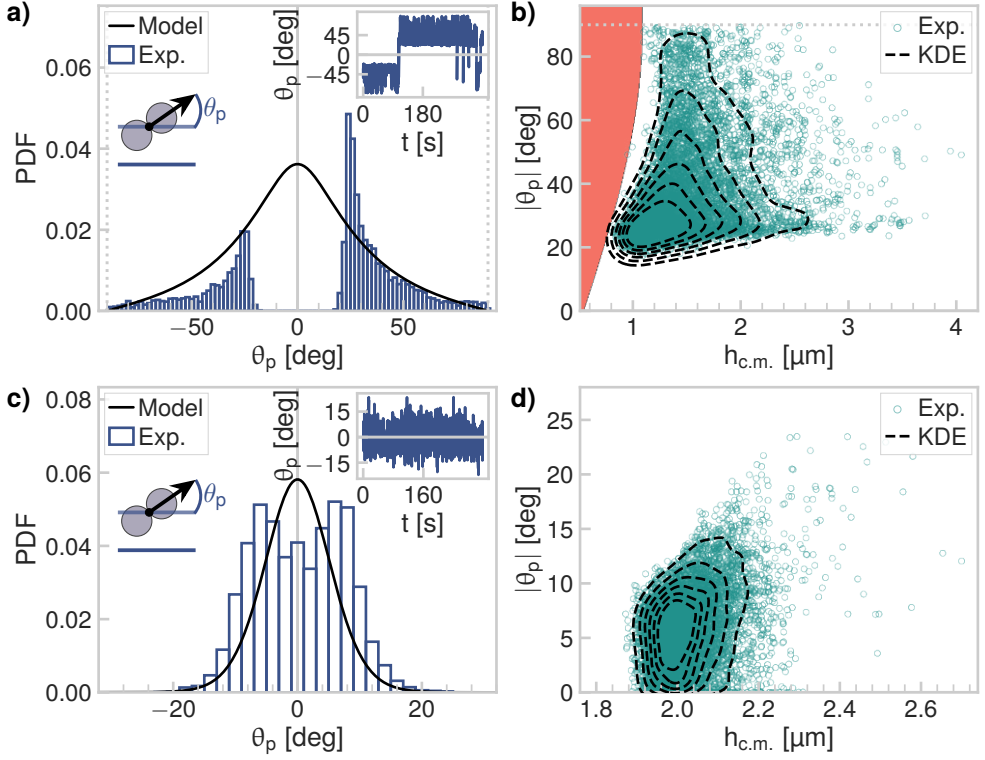 a)
Model
Exp.
θp
PDF
0.06
0.04
0.02
0.00
−50
0
50
θp [deg]
θp [deg]
45
0
−45
0
180
t [s]
b)
Exp.
KDE
|θp| [deg]
80
60
40
20
0
1
2
3
4
hc.m. [μm]
c)
Model
Exp.
θp
PDF
0.08
0.06
0.04
0.02
0.00
−20
0
20
θp [deg]
θp [deg]
15
0
−15
0
160
t [s]
d)
Exp.
KDE
|θp| [deg]
25
20
15
10
5
0
1.8
2.0
2.2
2.4
2.6
hc.m. [μm]